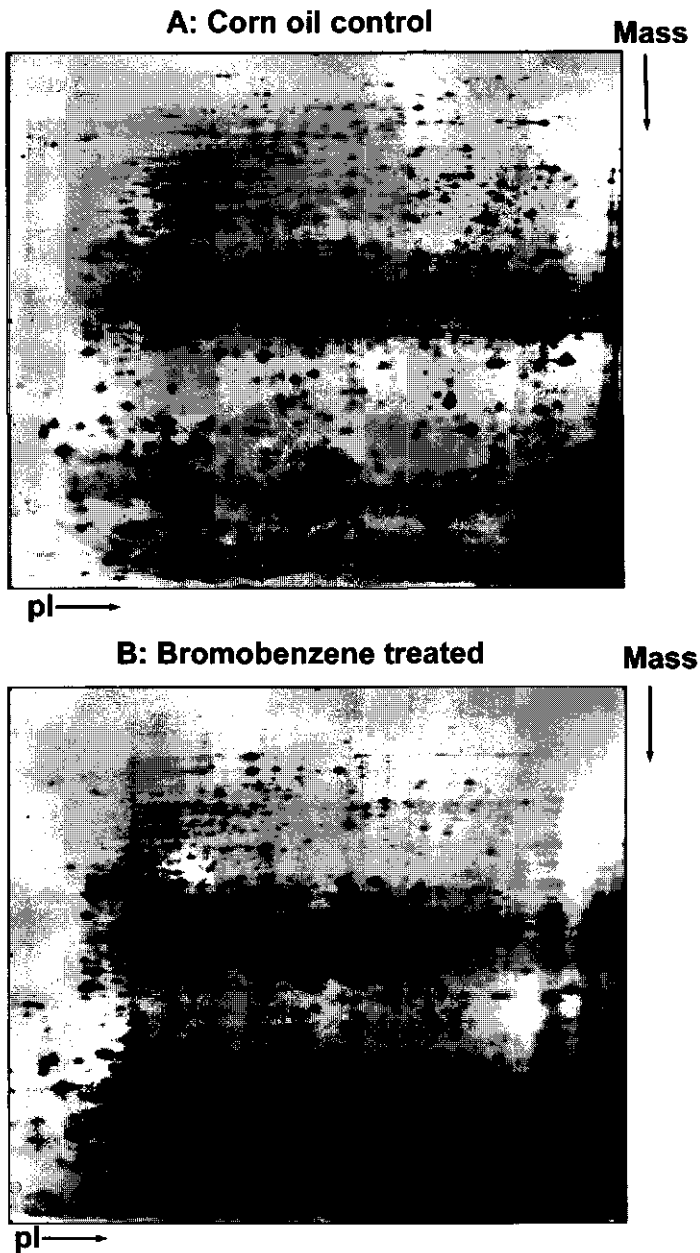 A: Corn oil control
Mass
pI
B: Bromobenzene treated
Mass
pI